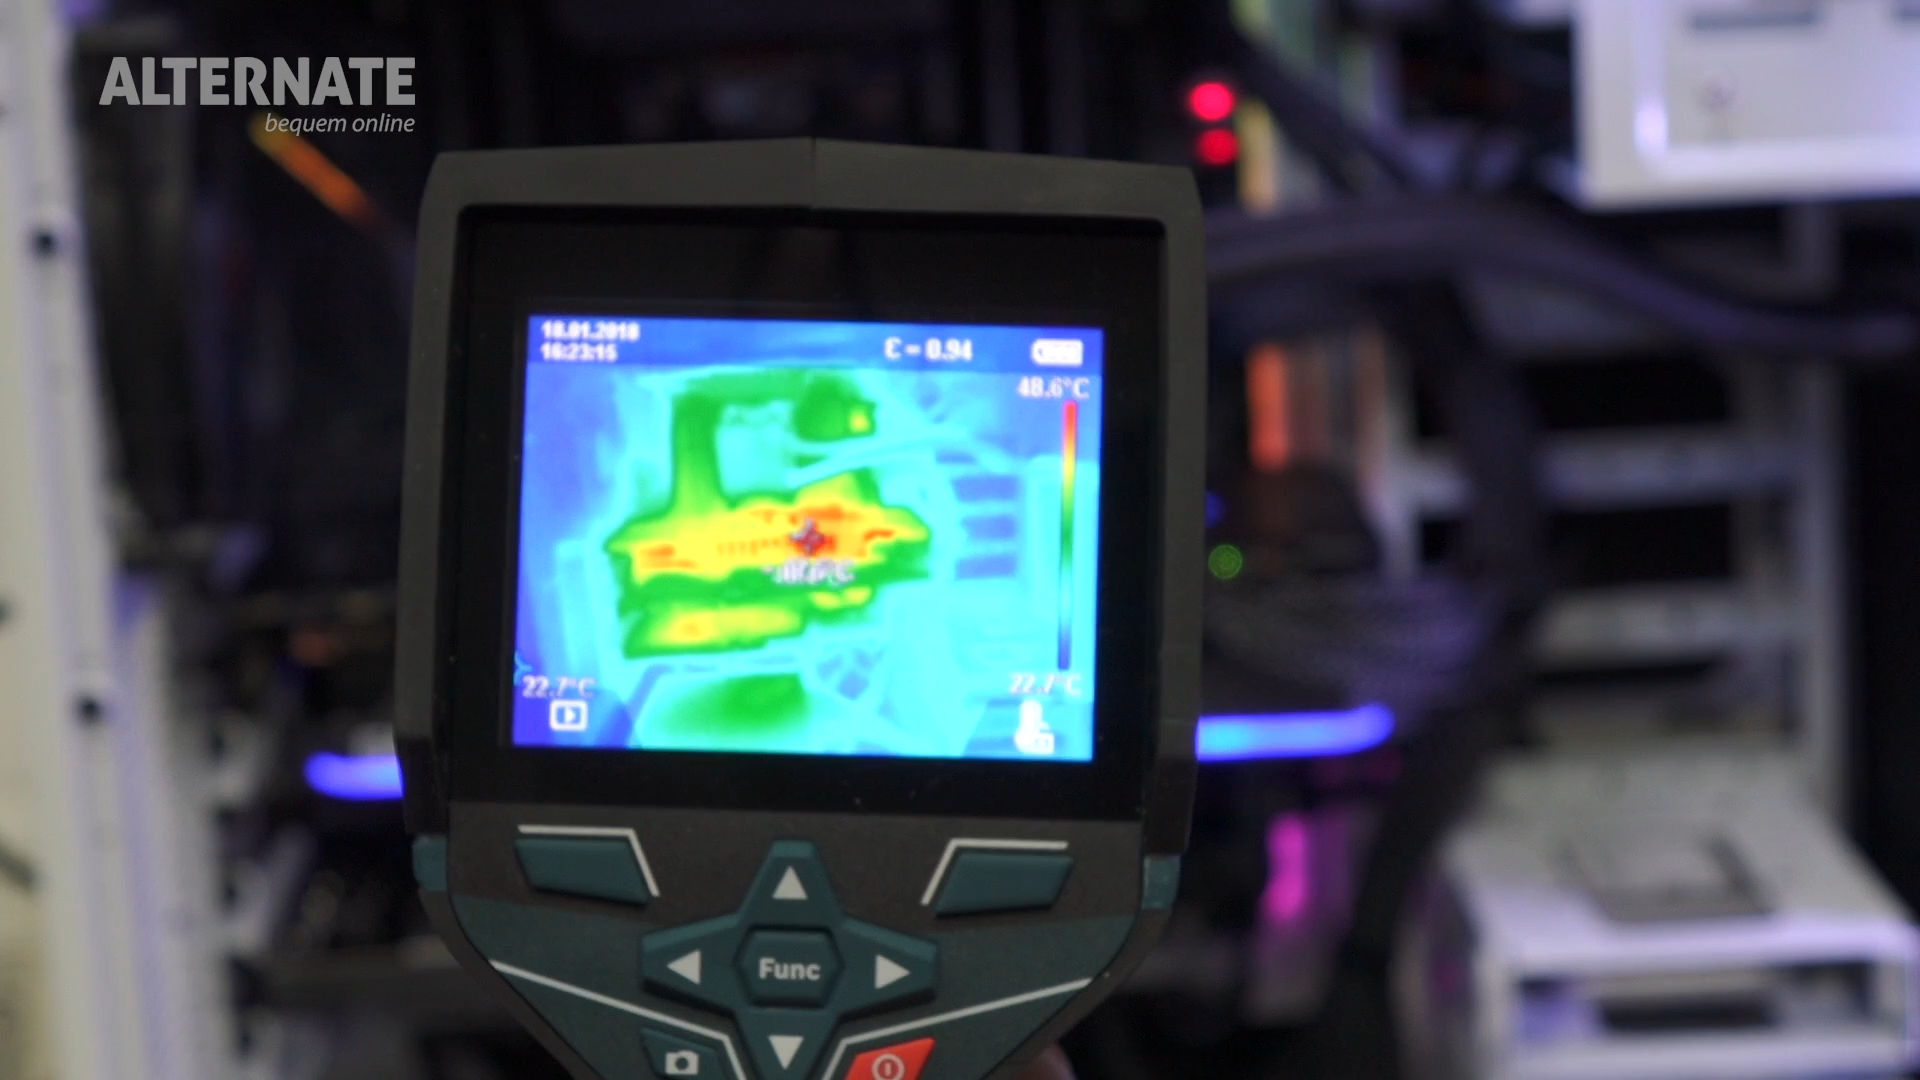 ALTERNATE
bequem online
18.01.2018
16:23:15
ε = 0.94
48.6°C
22.7°C
22.7°C
Func